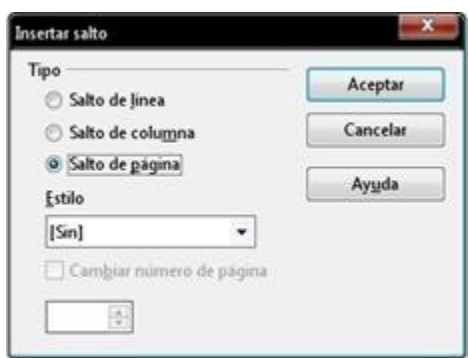 Insertar salto
Tipo
Salto de línea
Salto de columna
Salto de página
Estilo
[Sin]
Cambiar número de página
Aceptar
Cancelar
Ayuda